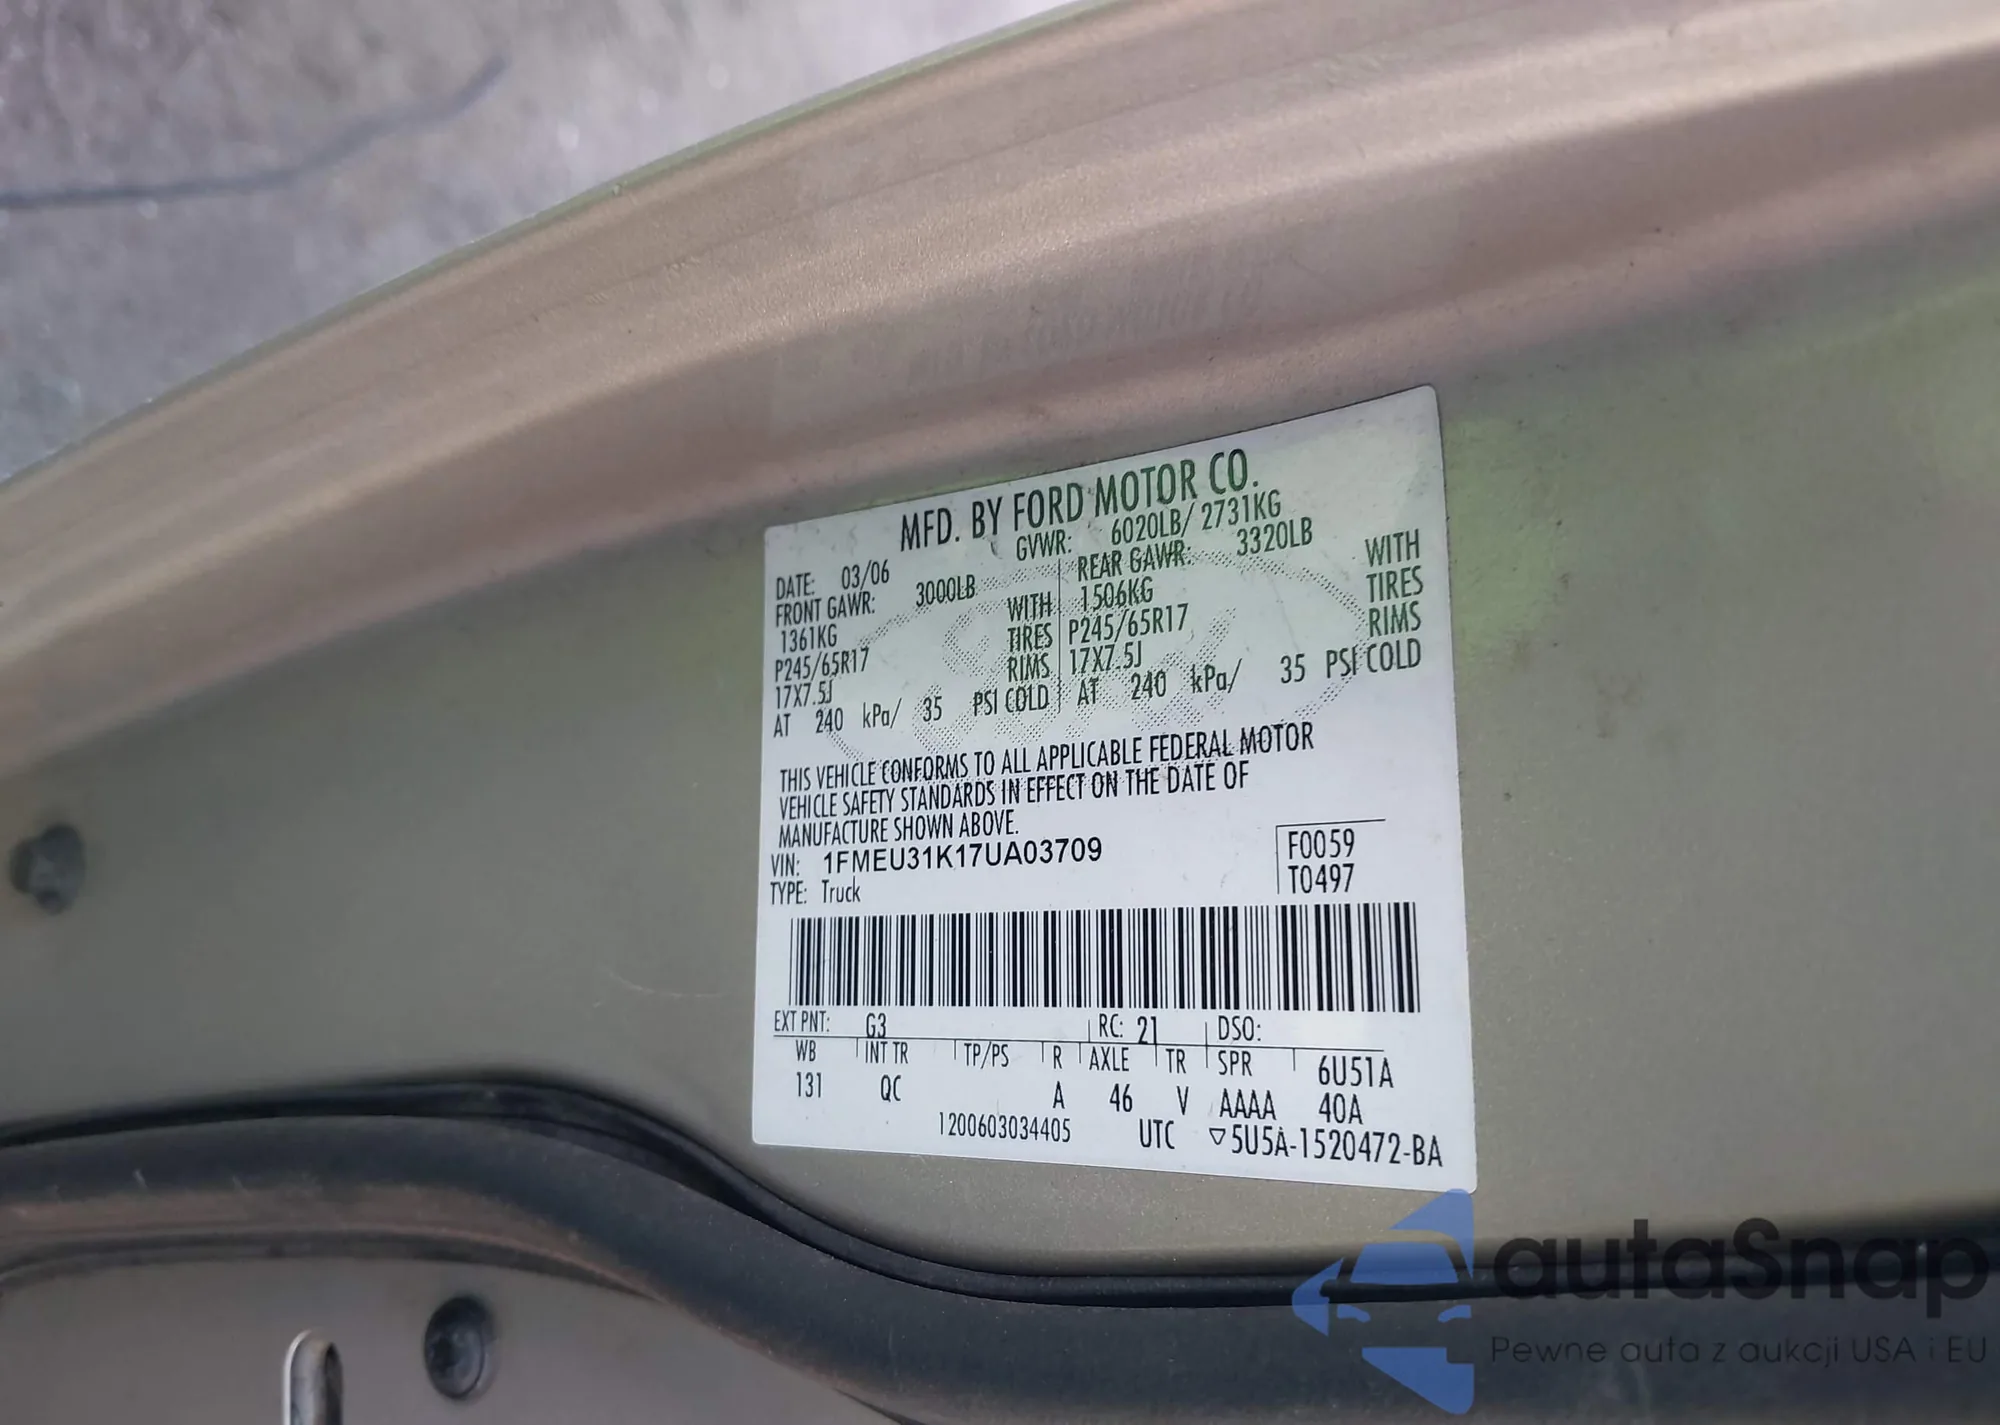 MFD. BY FORD MOTOR CO.
DATE: 03/06 GVWR: 6020LB/ 2731KG
FRONT GAWR: 3000LB REAR GAWR: 3320LB
1361KG WITH 1506KG WITH
P245/65R17 TIRES P245/65R17 TIRES
17X7.5J RIMS 17X7.5J RIMS
AT 240 kPa/ 35 PSI COLD AT 240 kPa/ 35 PSI COLD
THIS VEHICLE CONFORMS TO ALL APPLICABLE FEDERAL MOTOR
VEHICLE SAFETY STANDARDS IN EFFECT ON THE DATE OF
MANUFACTURE SHOWN ABOVE.
VIN: 1FMEU31K17UA03709 F0059
TYPE: Truck T0497
EXT PNT: G3 RC: 21 DSO:
WB INT TR TP/PS R AXLE TR SPR 6U51A
131 QC A 46 V AAAA 40A
1200603034405 UTC ▽5U5A-1520472-BA
autaSnap
Pewne auta z aukcji USA i EU